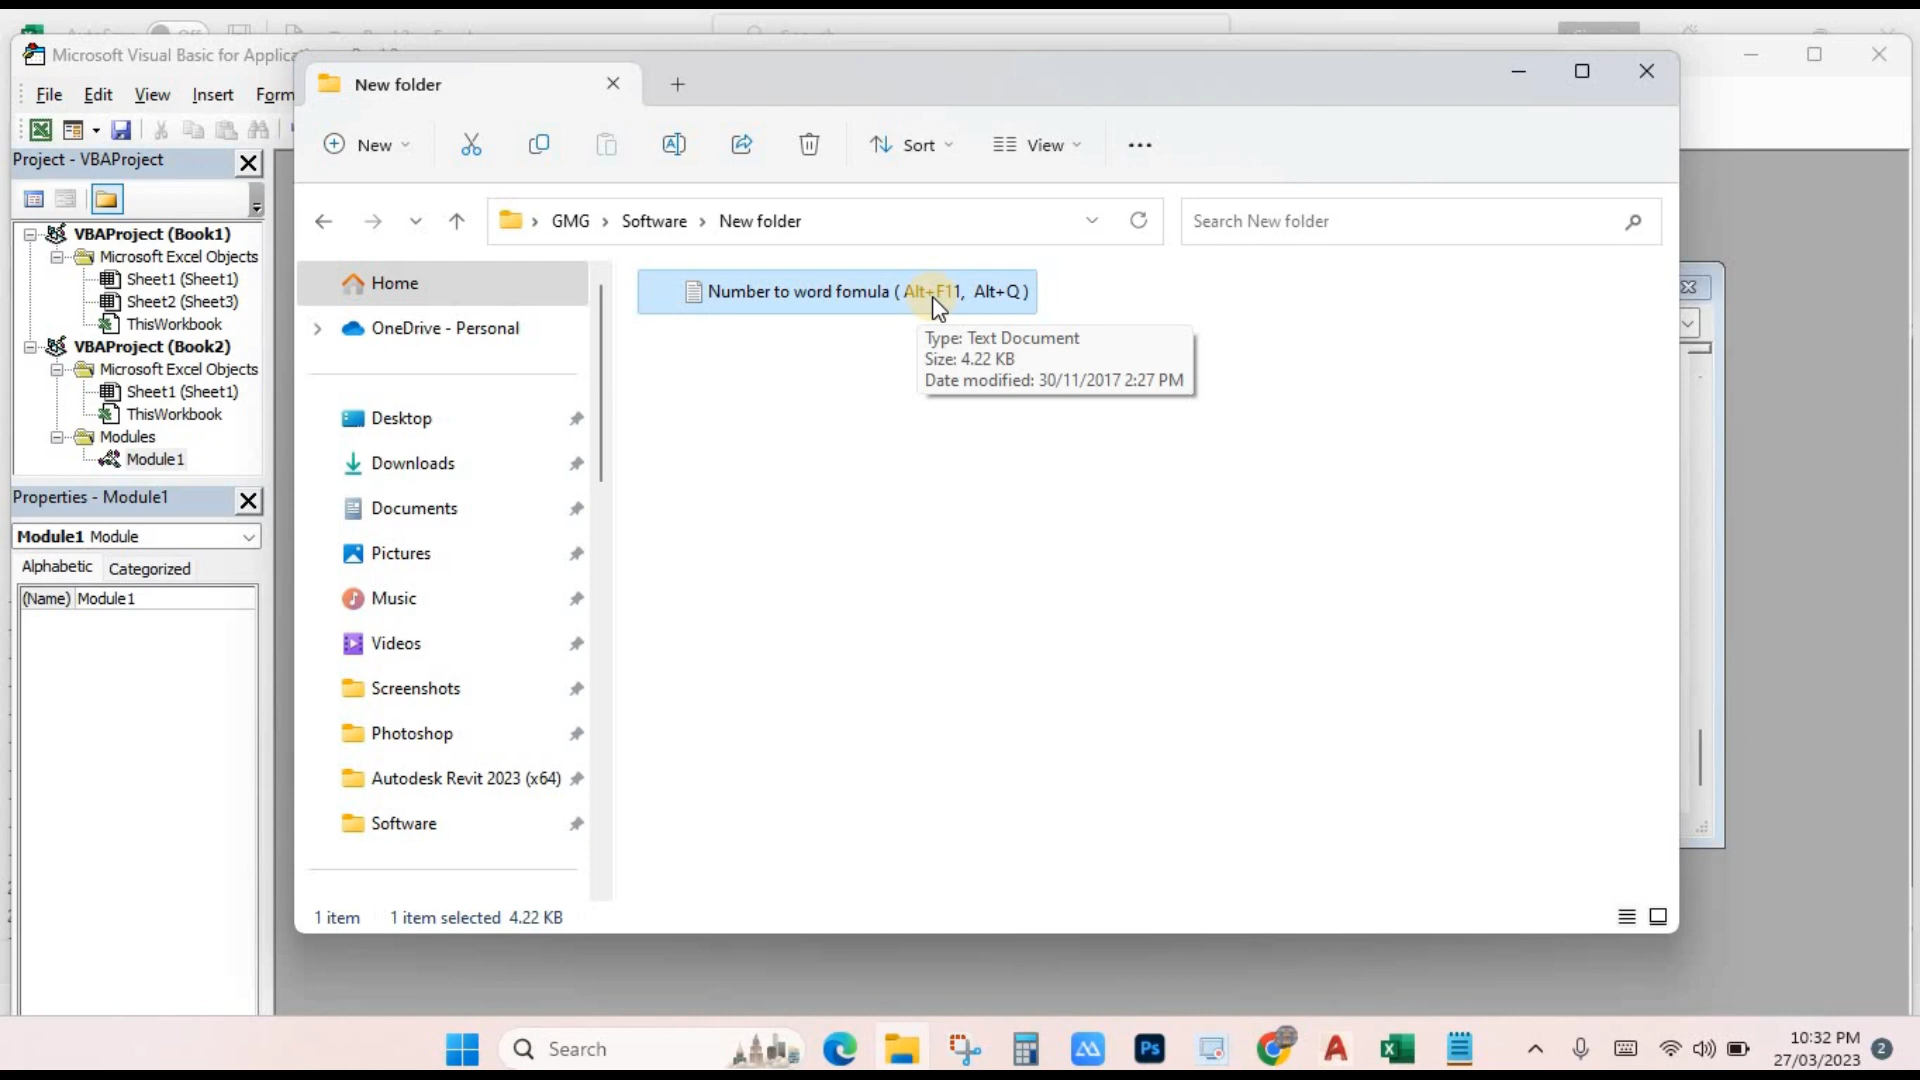 Microsoft Visual Basic for Applica
File Edit View Insert Form
Project - VBAProject
VBAProject (Book1)
Microsoft Excel Objects
Sheet1 (Sheet1)
Sheet2 (Sheet3)
ThisWorkbook
VBAProject (Book2)
Microsoft Excel Objects
Sheet1 (Sheet1)
ThisWorkbook
Modules
Module1
Properties - Module1
Module1 Module
Alphabetic Categorized
(Name) Module1
New folder
New Sort View
GMG Software New folder
Search New folder
Home
OneDrive - Personal
Desktop
Downloads
Documents
Pictures
Music
Videos
Screenshots
Photoshop
Autodesk Revit 2023 (x64)
Software
Number to word fomula ( Alt+F11, Alt+Q )
Type: Text Document
Size: 4.22 KB
Date modified: 30/11/2017 2:27 PM
1 item 1 item selected 4.22 KB
Search
Ps
10:32 PM
27/03/2023
2